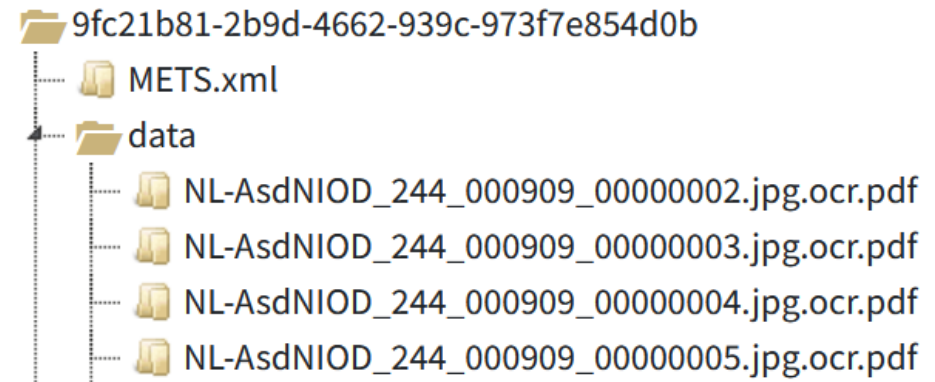 9fc21b81-2b9d-4662-939c-973f7e854d0b
METS.xml
data
NL-AsdNIOD_244_000909_00000002.jpg.ocr.pdf
NL-AsdNIOD_244_000909_00000003.jpg.ocr.pdf
NL-AsdNIOD_244_000909_00000004.jpg.ocr.pdf
NL-AsdNIOD_244_000909_00000005.jpg.ocr.pdf